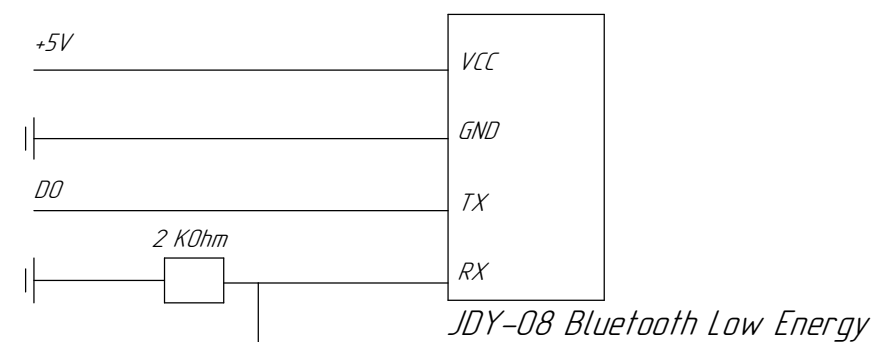 +5V
VCC
GND
D0
TX
2 KOhm
RX
JDY-08 Bluetooth Low Energy